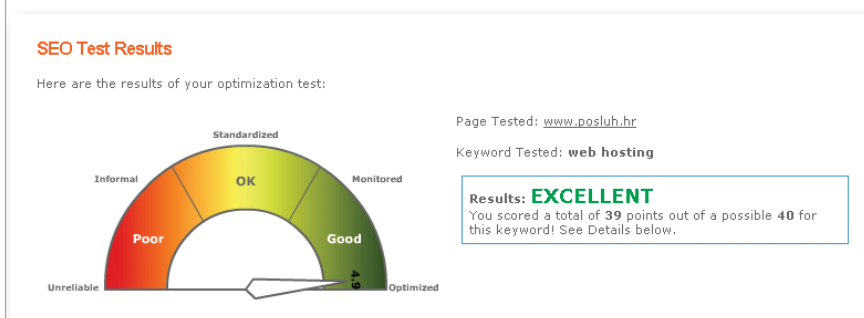 SEO Test Results
Here are the results of your optimization test:
Standardized
Informal
Monitored
OK
Poor
Good
Unreliable
4.9
Optimized
Page Tested: www.posluh.hr
Keyword Tested: web hosting
Results: EXCELLENT
You scored a total of 39 points out of a possible 40 for
this keyword! See Details below.